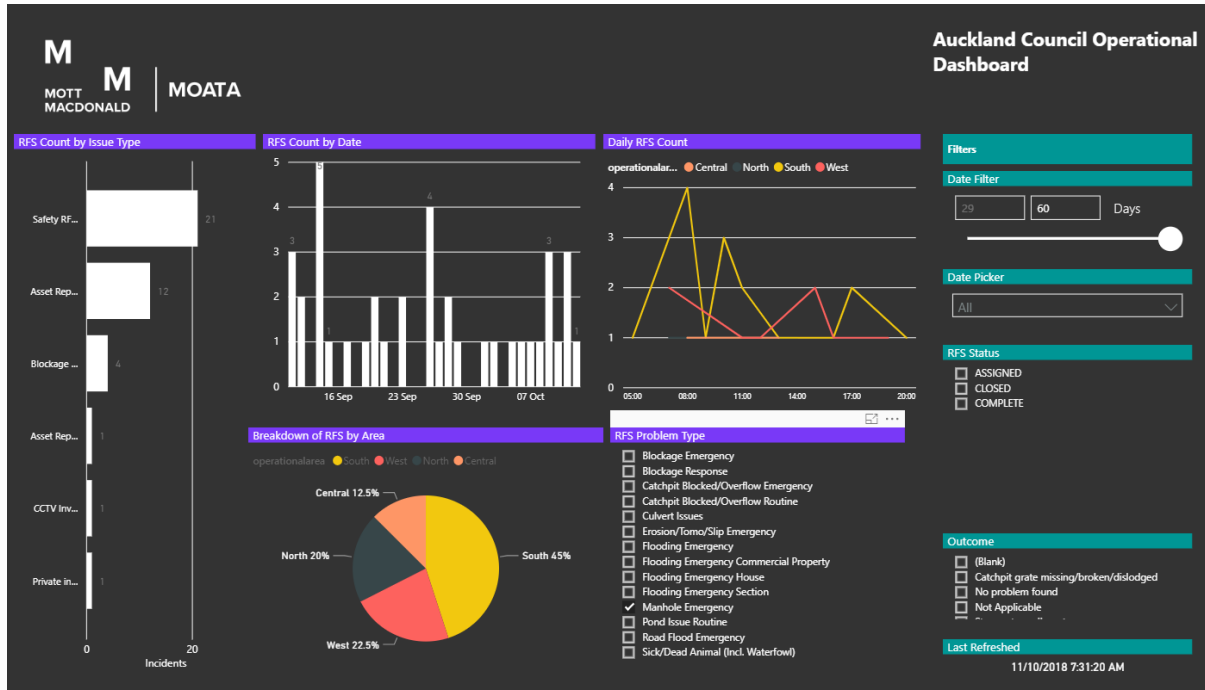 M
M
MOTT
MACDONALD
MOATA
Auckland Council Operational
Dashboard
RFS Count by Issue Type
Safety RF...
21
Asset Rep...
12
Blockage ...
4
Asset Rep...
1
CCTV Inv...
1
Private in...
1
0
20
Incidents
RFS Count by Date
5
4
3
2
1
0
3
5
1
4
3
1
16 Sep
23 Sep
30 Sep
07 Oct
Daily RFS Count
operationalar... Central North South West
4
3
2
1
0
05:00
08:00
11:00
14:00
17:00
20:00
Breakdown of RFS by Area
operationalarea South West North Central
Central 12.5%
North 20%
South 45%
West 22.5%
RFS Problem Type
Blockage Emergency
Blockage Response
Catchpit Blocked/Overflow Emergency
Catchpit Blocked/Overflow Routine
Culvert Issues
Erosion/Tomo/Slip Emergency
Flooding Emergency
Flooding Emergency Commercial Property
Flooding Emergency House
Flooding Emergency Section
Manhole Emergency
Pond Issue Routine
Road Flood Emergency
Sick/Dead Animal (Incl. Waterfowl)
Filters
Date Filter
29
60
Days
Date Picker
All
RFS Status
ASSIGNED
CLOSED
COMPLETE
Outcome
(Blank)
Catchpit grate missing/broken/dislodged
No problem found
Not Applicable
Last Refreshed
11/10/2018 7:31:20 AM